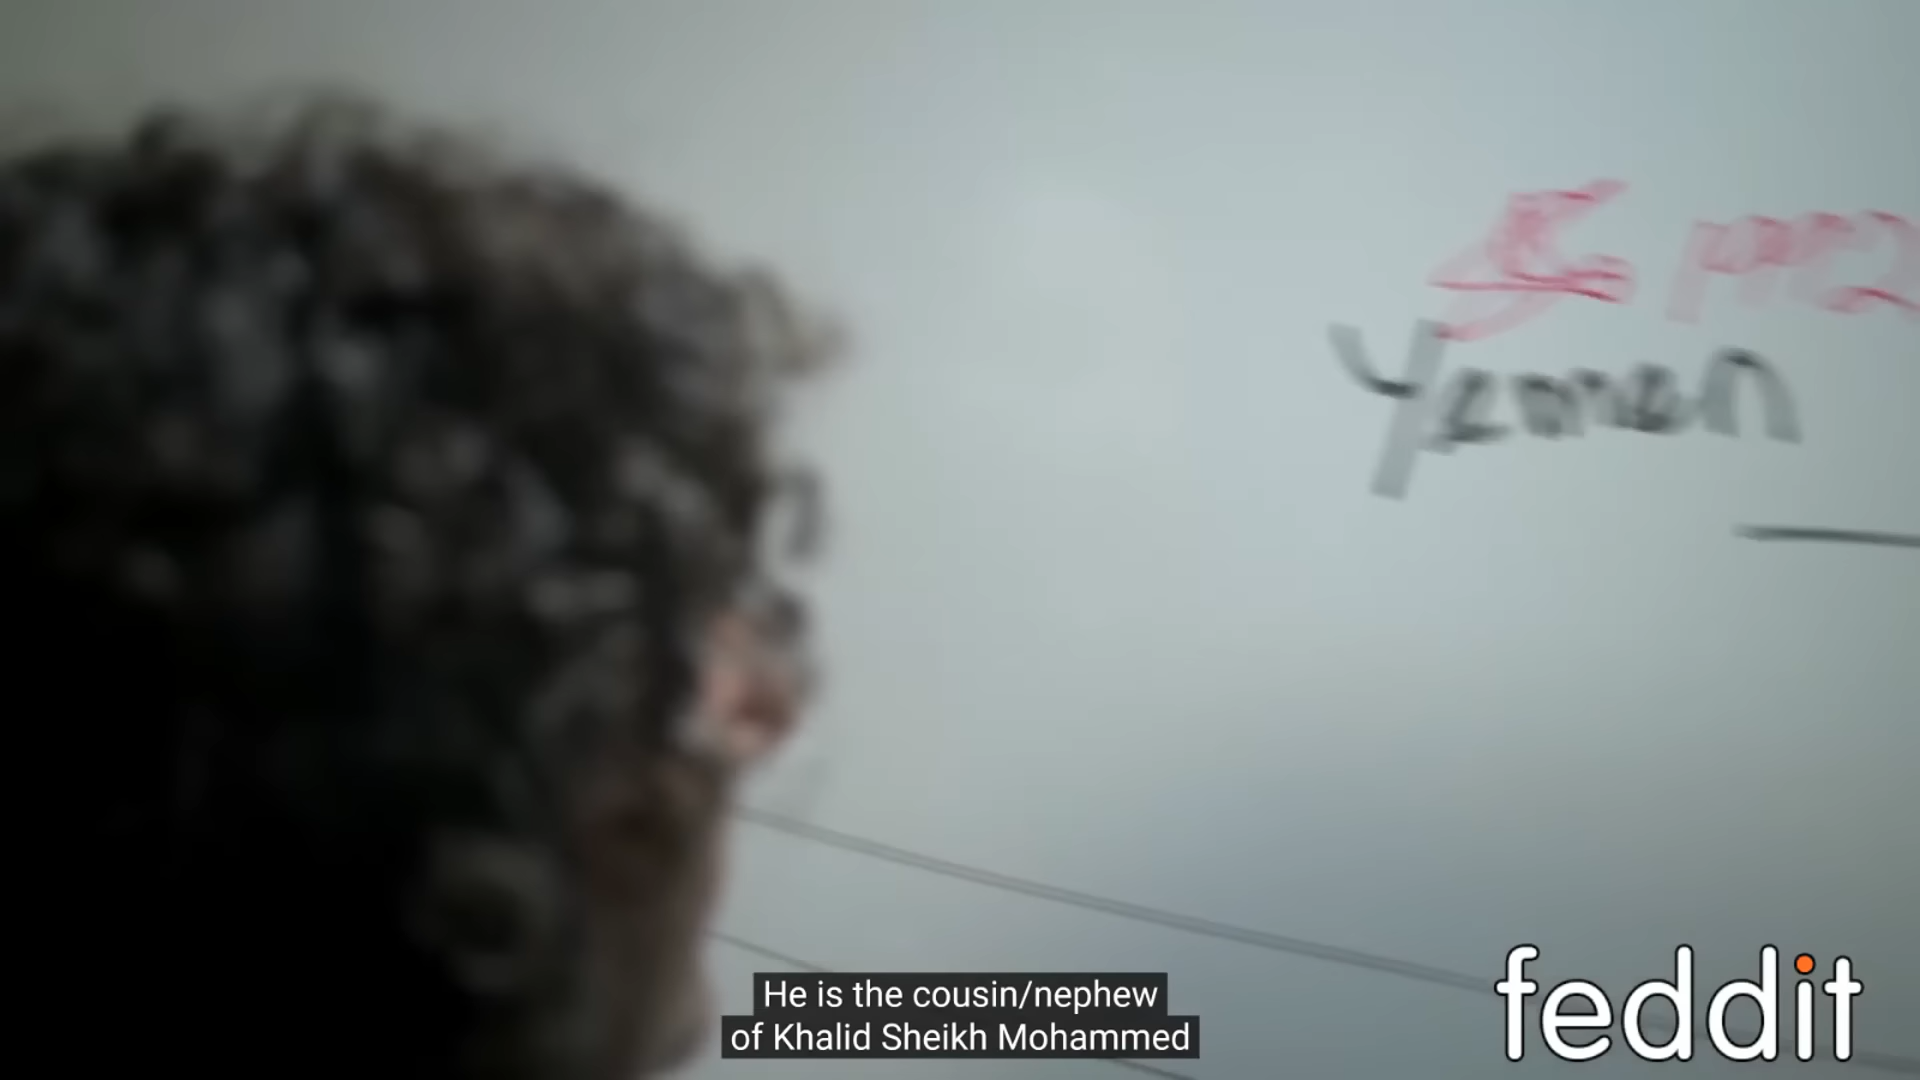 Yemen
He is the cousin/nephew
of Khalid Sheikh Mohammed
feddit